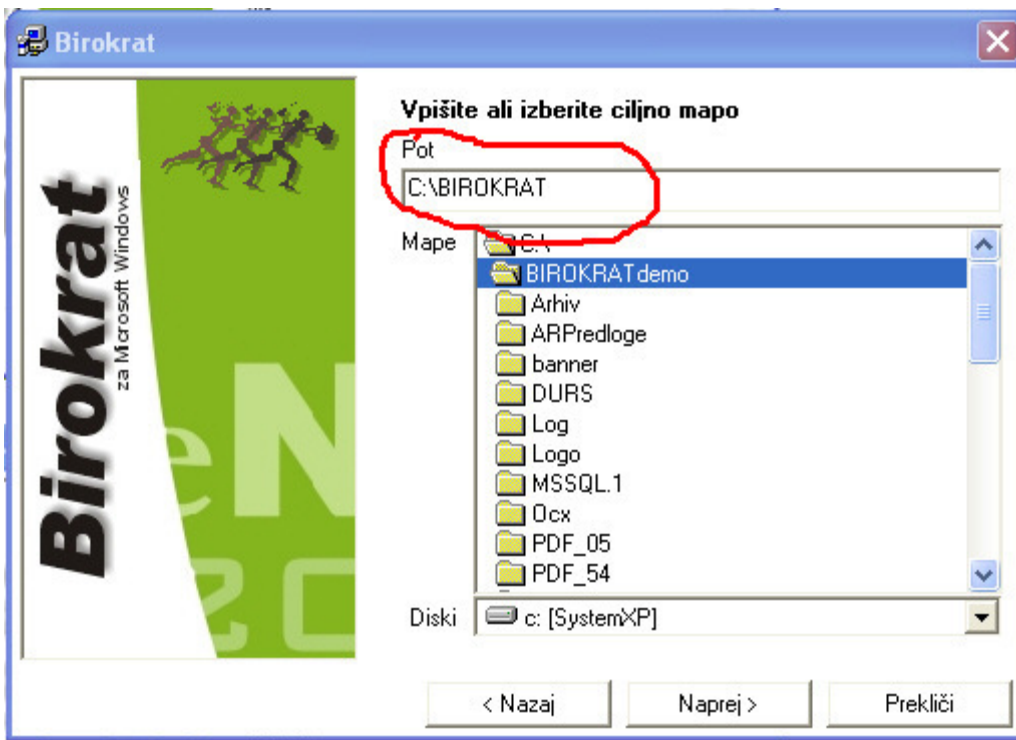 Birokrat
Birokrat
za Microsoft Windows
eN
Vpišite ali izberite ciljno mapo
Pot
C:\BIROKRAT
Mape
C:\
BIROKRATdemo
Arhiv
ARPredloge
banner
DURS
Log
Logo
MSSQL.1
Ocx
PDF_05
PDF_54
Diski
c: [SystemXP]
< Nazaj
Naprej >
Prekliči